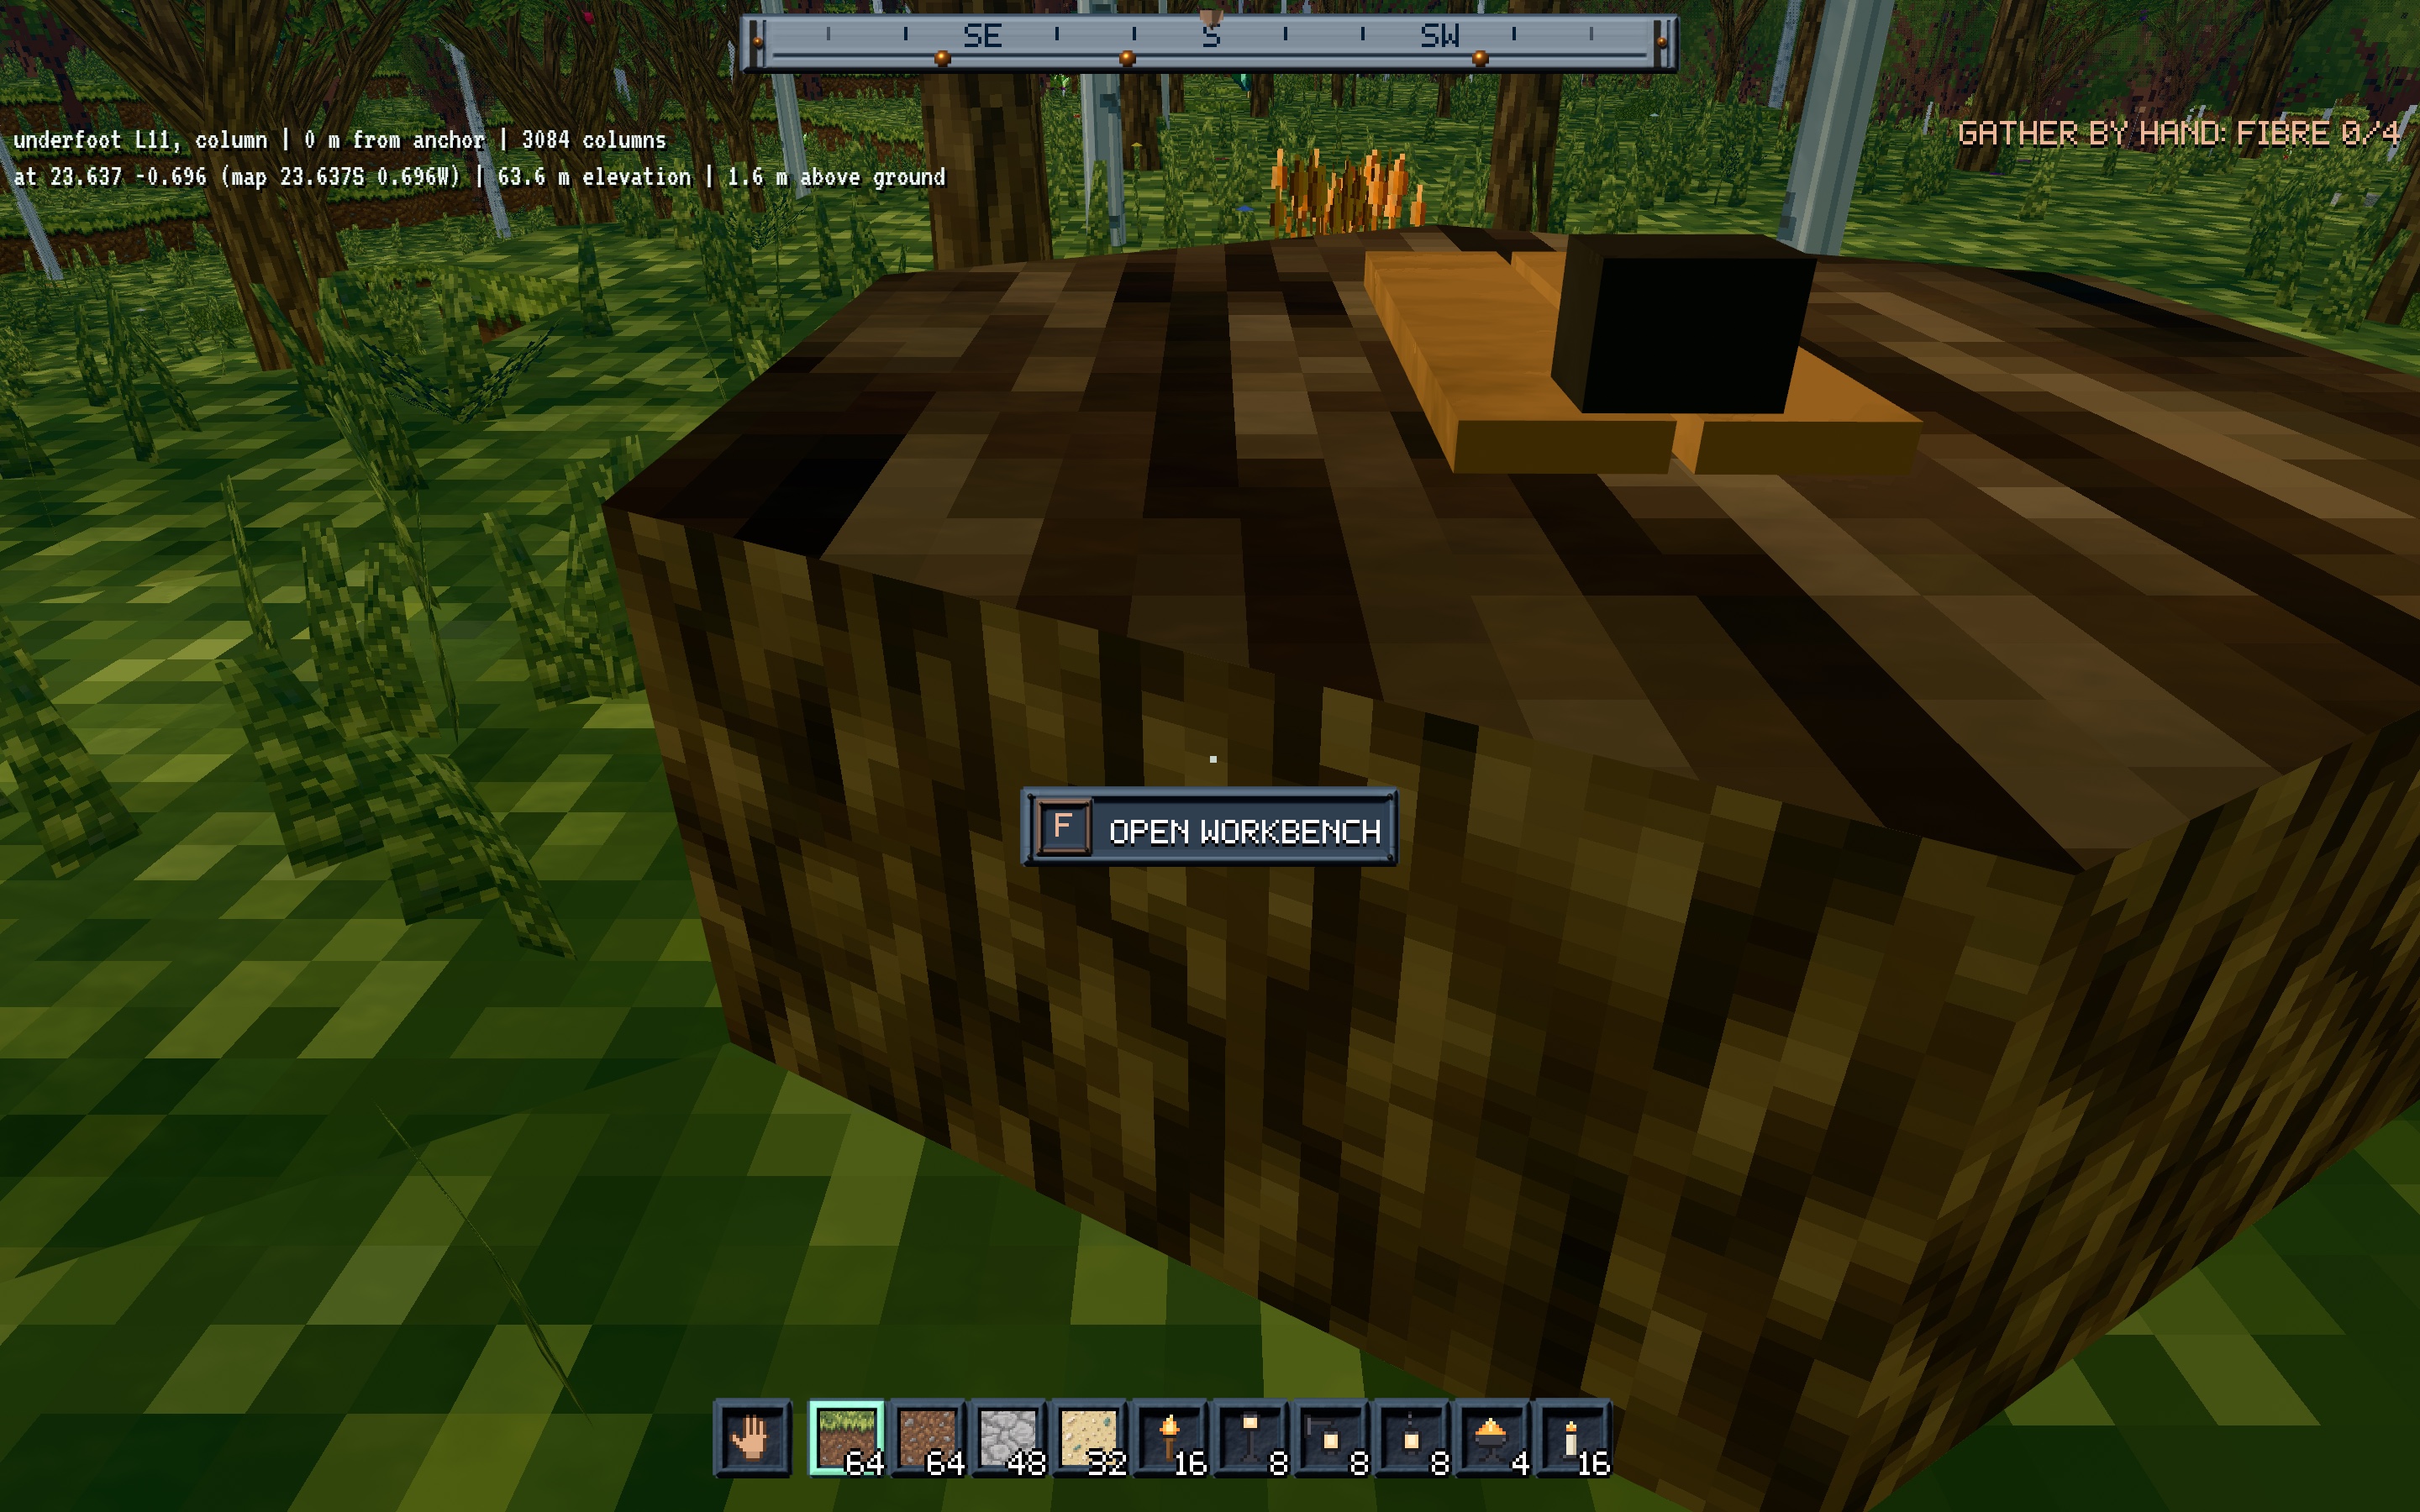 SE S SW
underfoot L11, column | 0 m from anchor | 3084 columns
at 23.637 -0.696 (map 23.637S 0.696W) | 63.6 m elevation | 1.6 m above ground
GATHER BY HAND: FIBRE 0/4
F OPEN WORKBENCH
64 64 48 32 16 8 8 8 4 16